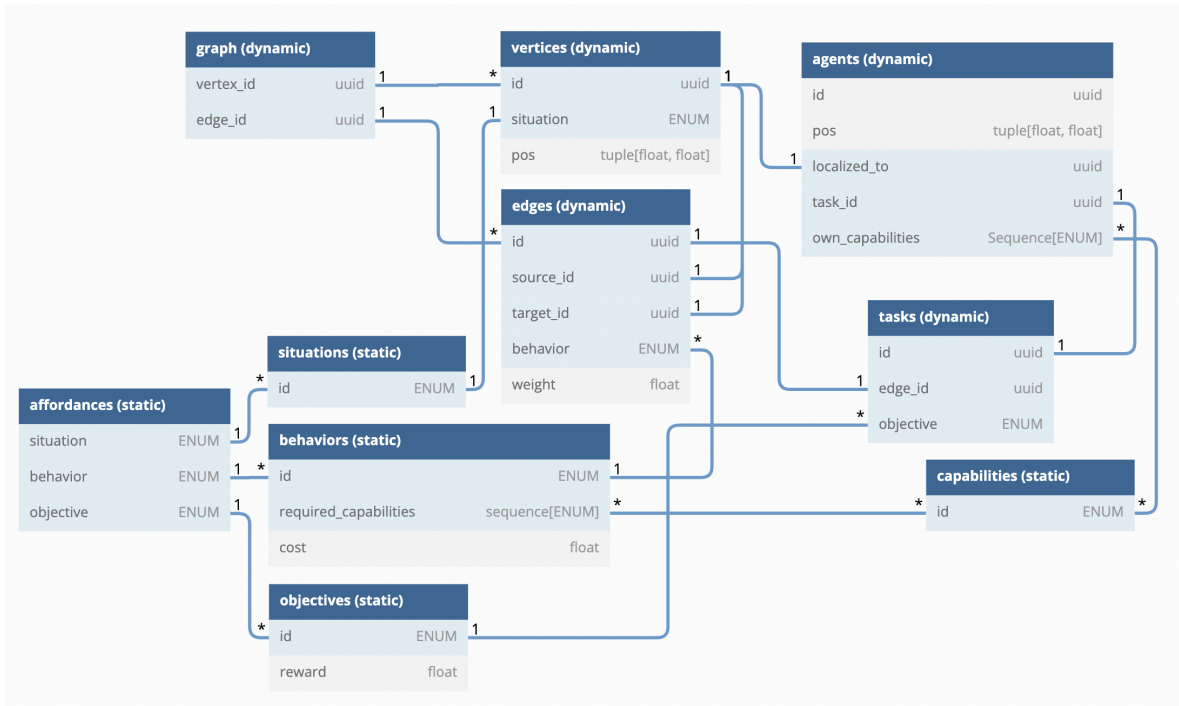 graph (dynamic)
vertex_id uuid
edge_id uuid
1 *
1 *
vertices (dynamic)
id uuid
situation ENUM
pos tuple[float, float]
1
1
agents (dynamic)
id uuid
pos tuple[float, float]
localized_to uuid
task_id uuid
own_capabilities Sequence[ENUM]
1
1
*
edges (dynamic)
id uuid
source_id uuid
target_id uuid
behavior ENUM
weight float
1
1
1
*
tasks (dynamic)
id uuid
edge_id uuid
objective ENUM
1
1
*
situations (static)
id ENUM
* 1
affordances (static)
situation ENUM
behavior ENUM
objective ENUM
1
1 *
1
behaviors (static)
id ENUM
required_capabilities sequence[ENUM]
cost float
1
* *
capabilities (static)
id ENUM
*
objectives (static)
id ENUM
reward float
* 1